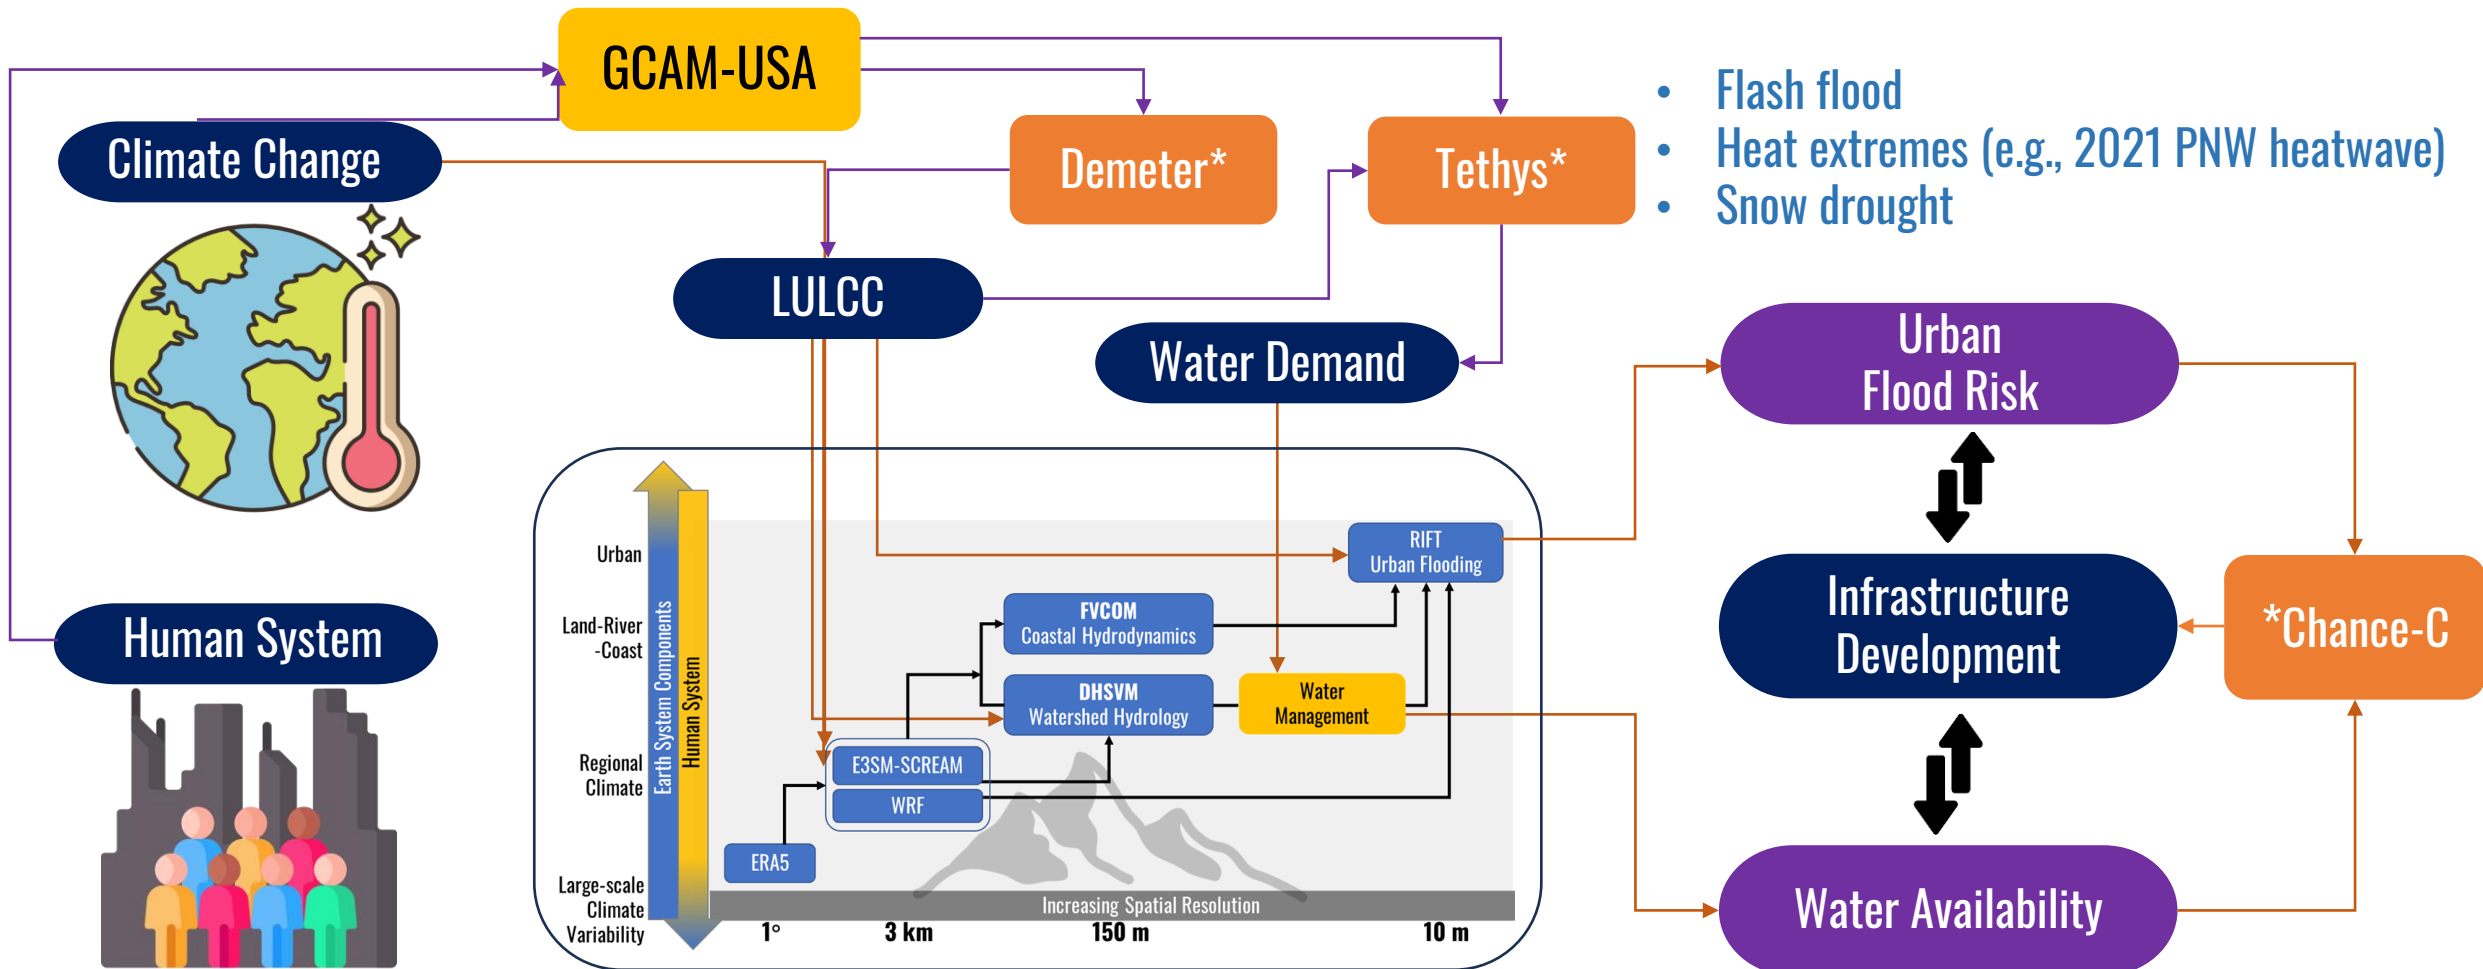 GCAM-USA
Climate Change
Demeter*
Tethys*
• Flash flood
• Heat extremes (e.g., 2021 PNW heatwave)
• Snow drought
LULCC
Water Demand
Urban
Flood Risk
Human System
Infrastructure
Development
*Chance-C
Water Availability
Urban
Land-River
-Coast
Regional
Climate
Large-scale
Climate
Variability
Earth System Components
Human System
RIFT
Urban Flooding
FVCOM
Coastal Hydrodynamics
DHSVM
Watershed Hydrology
Water
Management
E3SM-SCREAM
WRF
ERA5
Increasing Spatial Resolution
1°
3 km
150 m
10 m